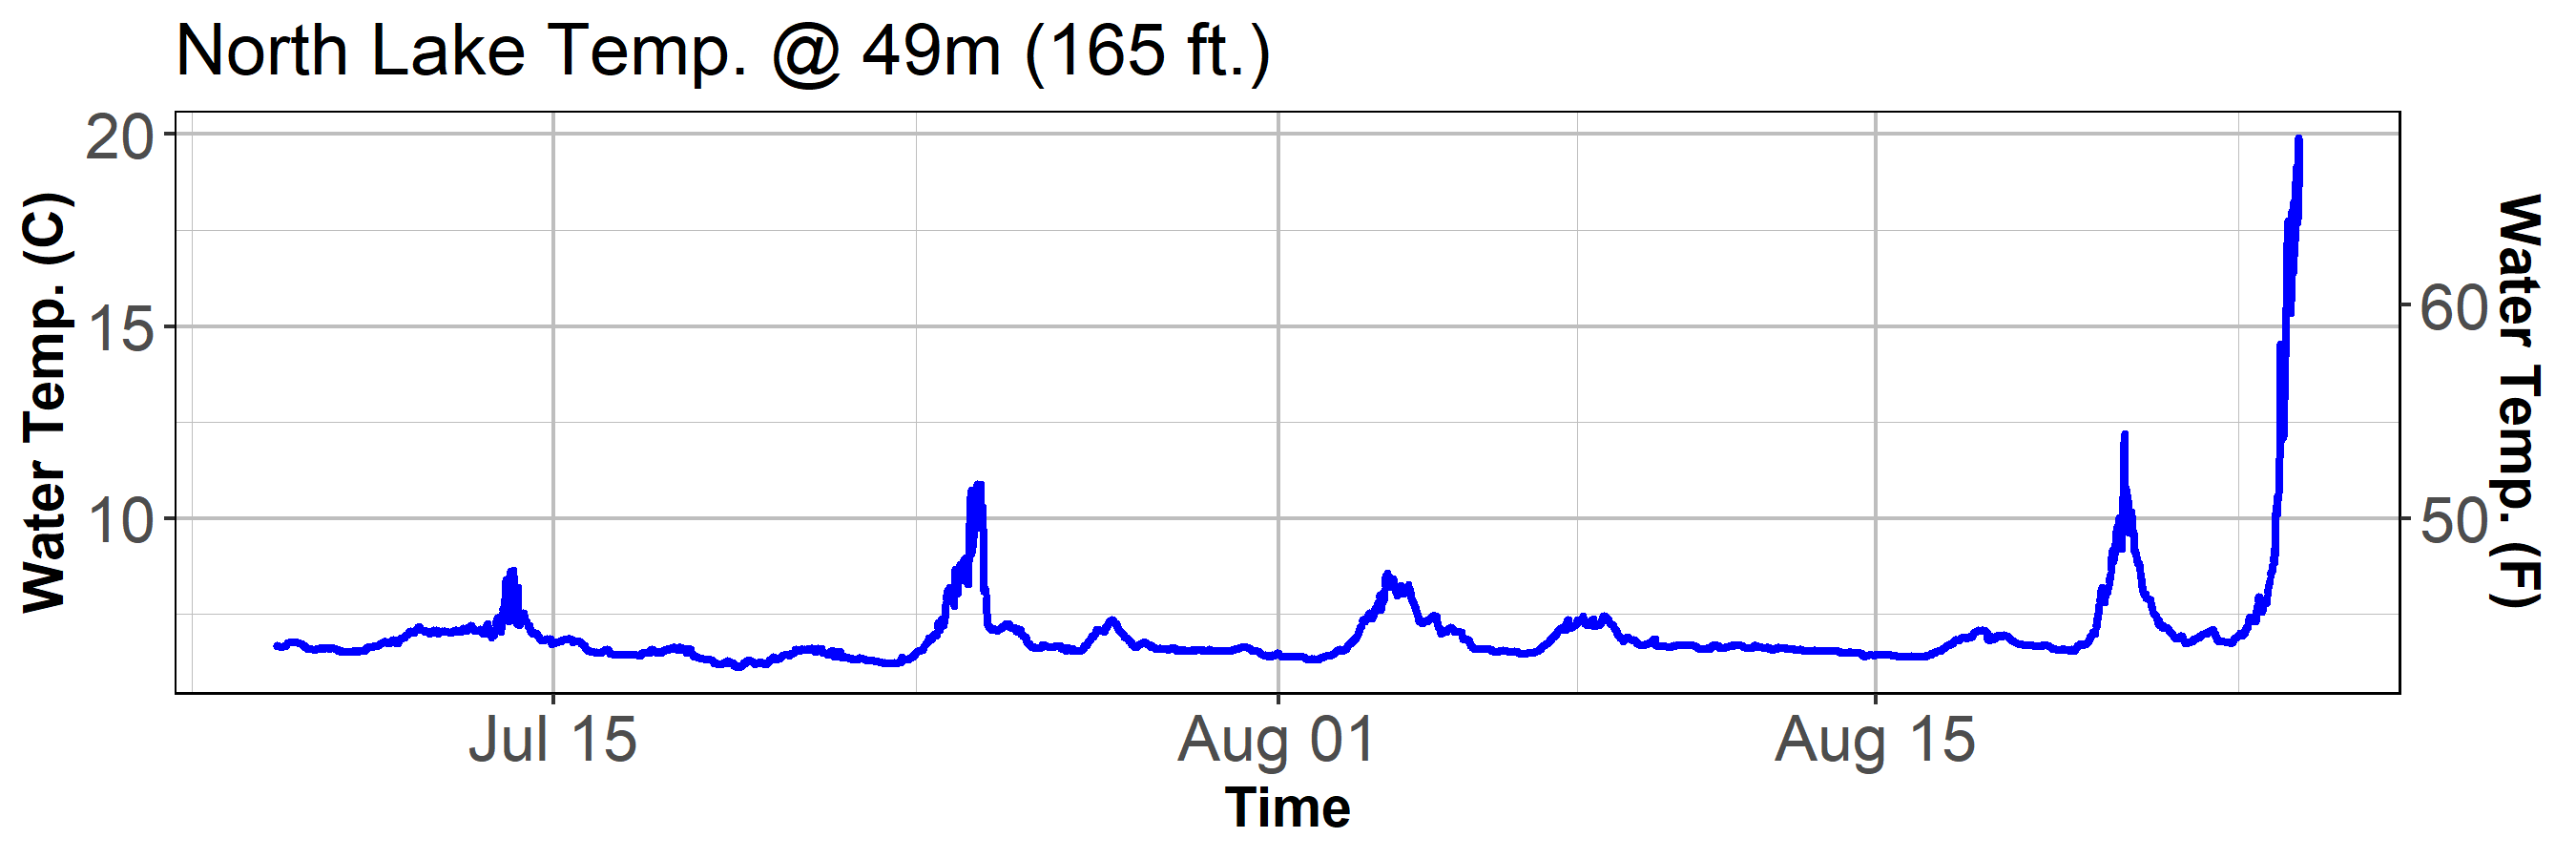 North Lake Temp. @ 49m (165 ft.)
Water Temp. (C)
20
15
10
60
50
Water Temp. (F)
Jul 15 Aug 01 Aug 15
Time